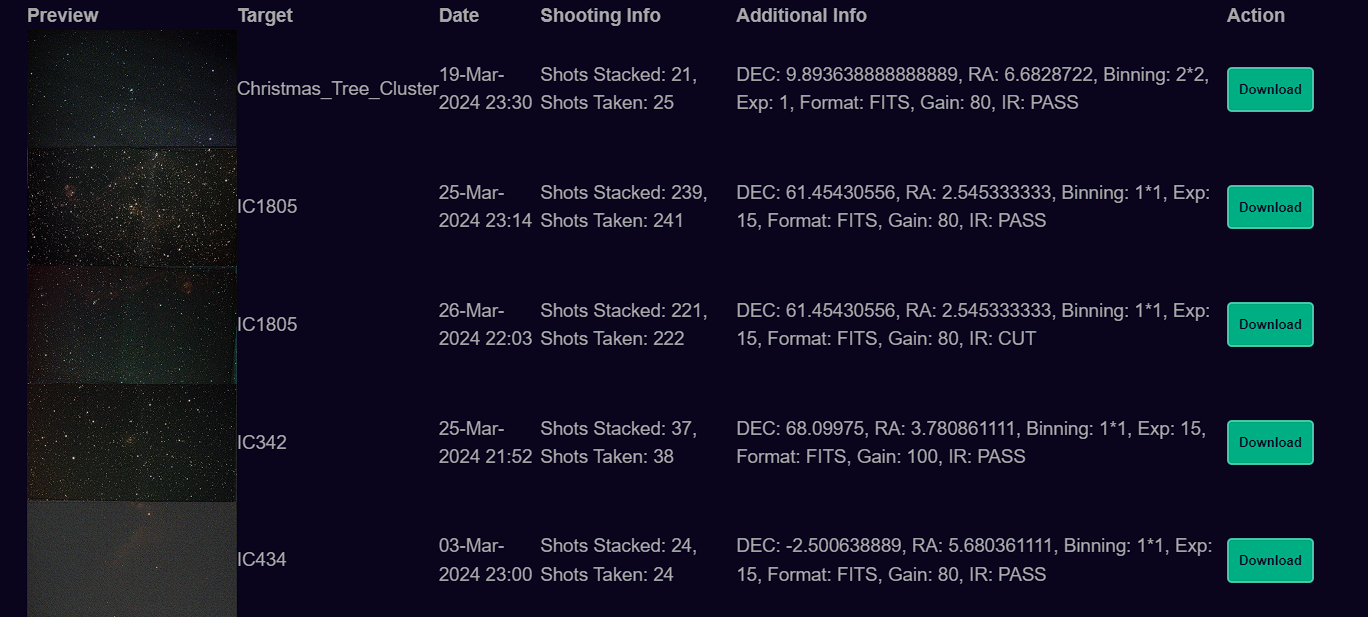 Preview Target Date Shooting Info Additional Info Action
Christmas_Tree_Cluster 19-Mar-2024 23:30 Shots Stacked: 21, Shots Taken: 25 DEC: 9.893638888888889, RA: 6.6828722, Binning: 2*2, Exp: 1, Format: FITS, Gain: 80, IR: PASS Download
IC1805 25-Mar-2024 23:14 Shots Stacked: 239, Shots Taken: 241 DEC: 61.45430556, RA: 2.545333333, Binning: 1*1, Exp: 15, Format: FITS, Gain: 80, IR: PASS Download
IC1805 26-Mar-2024 22:03 Shots Stacked: 221, Shots Taken: 222 DEC: 61.45430556, RA: 2.545333333, Binning: 1*1, Exp: 15, Format: FITS, Gain: 80, IR: CUT Download
IC342 25-Mar-2024 21:52 Shots Stacked: 37, Shots Taken: 38 DEC: 68.09975, RA: 3.780861111, Binning: 1*1, Exp: 15, Format: FITS, Gain: 100, IR: PASS Download
IC434 03-Mar-2024 23:00 Shots Stacked: 24, Shots Taken: 24 DEC: -2.500638889, RA: 5.680361111, Binning: 1*1, Exp: 15, Format: FITS, Gain: 80, IR: PASS Download